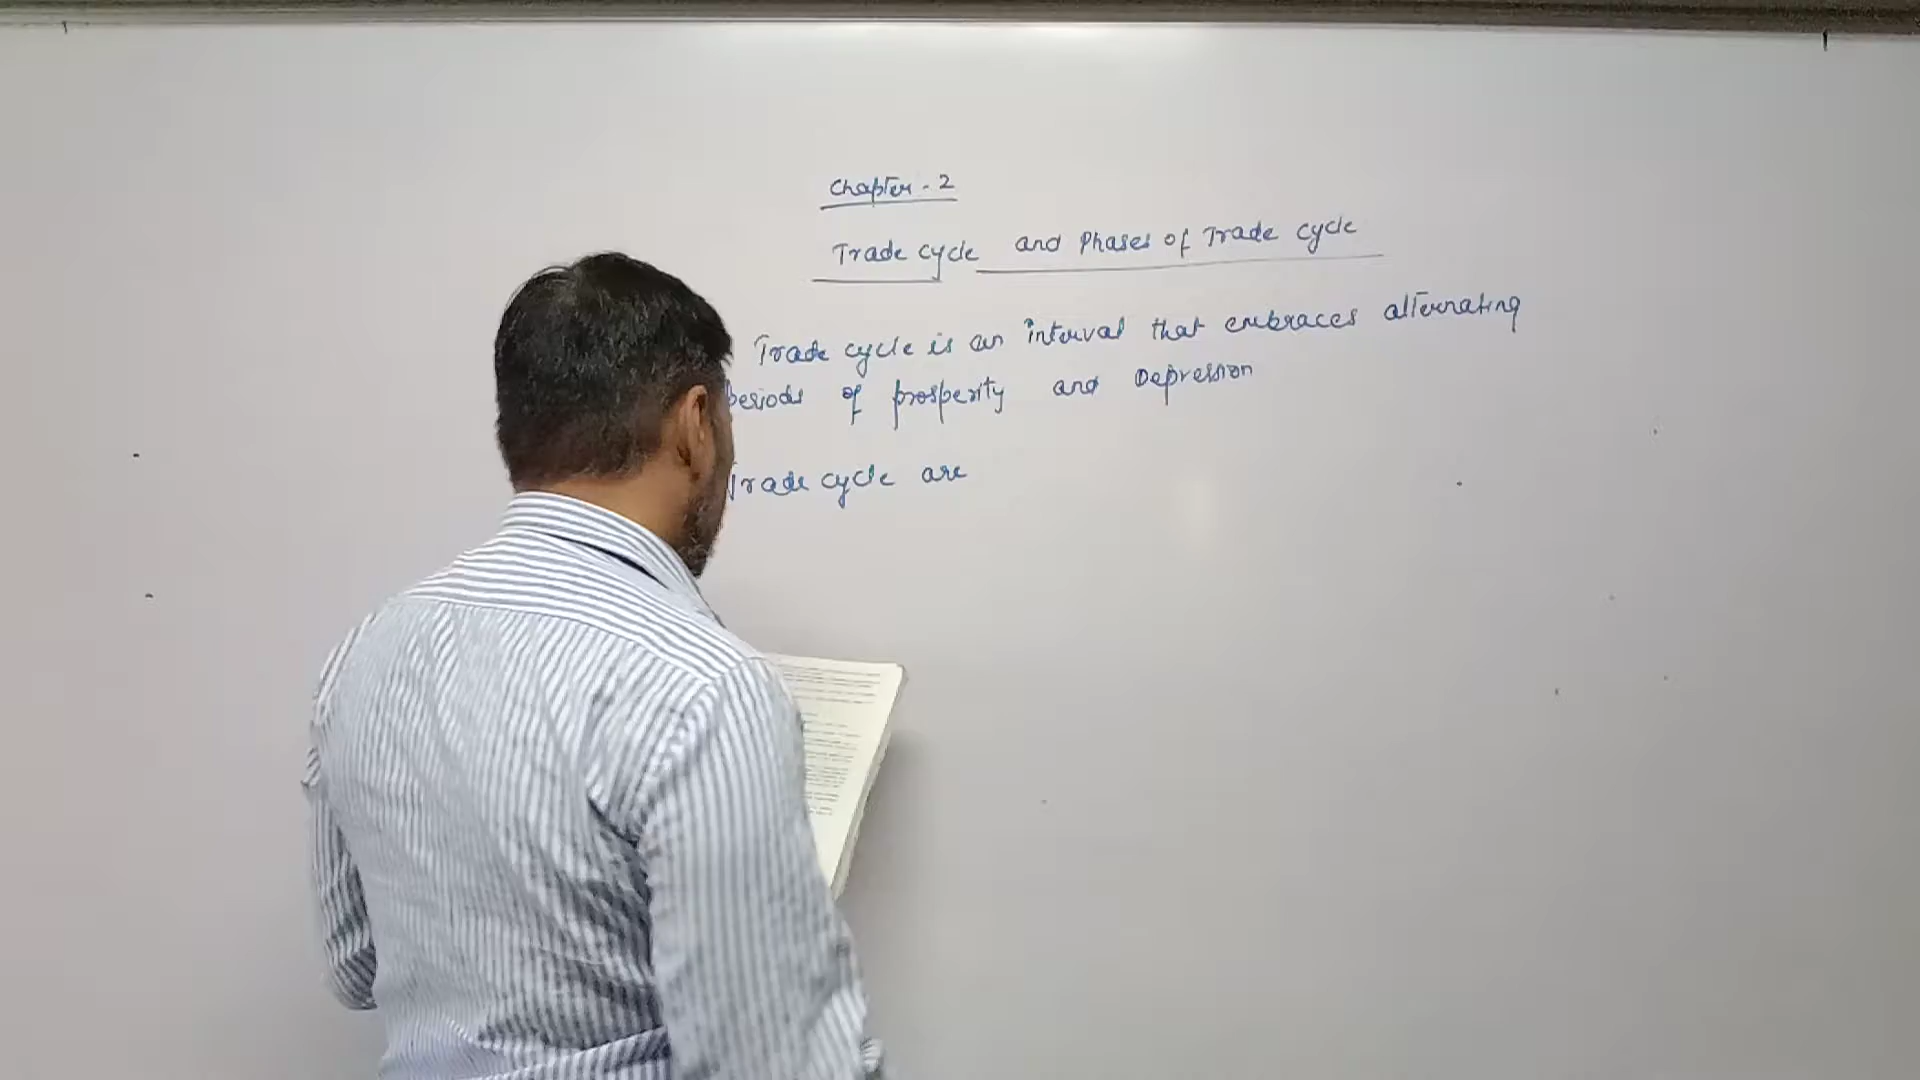 Chapter - 2
Trade cycle and Phases of Trade cycle
Trade cycle is an interval that embraces alternating
periods of prosperity and Depression
Trade cycle are